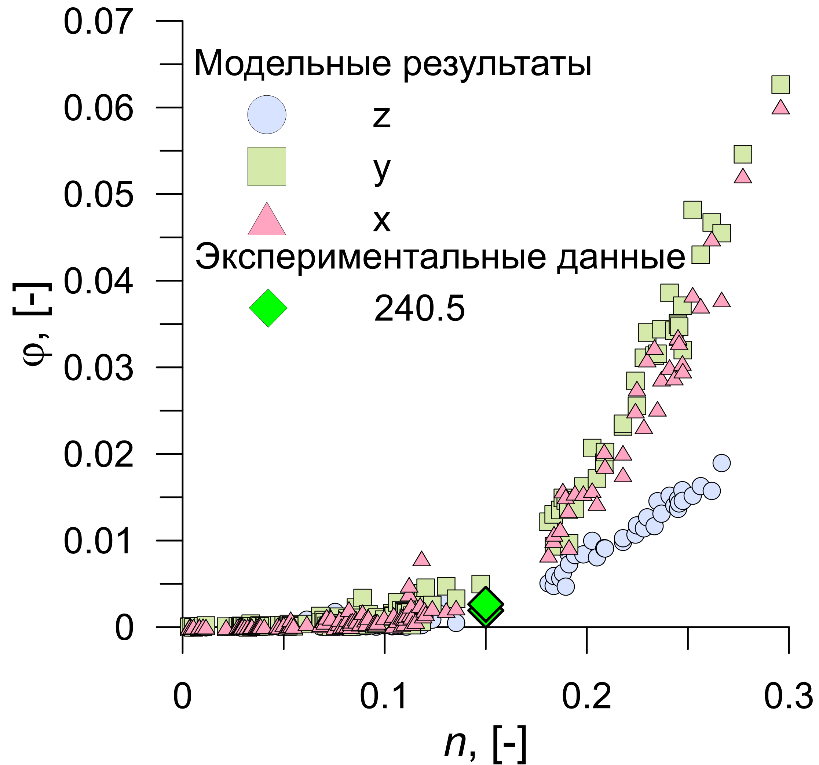 0.07
Модельные результаты
0.06
z
0.05
y
x
Экспериментальные данные
0.04
240.5
φ, [-]
0.03
0.02
0.01
0
0 0.1 0.2 0.3
n, [-]